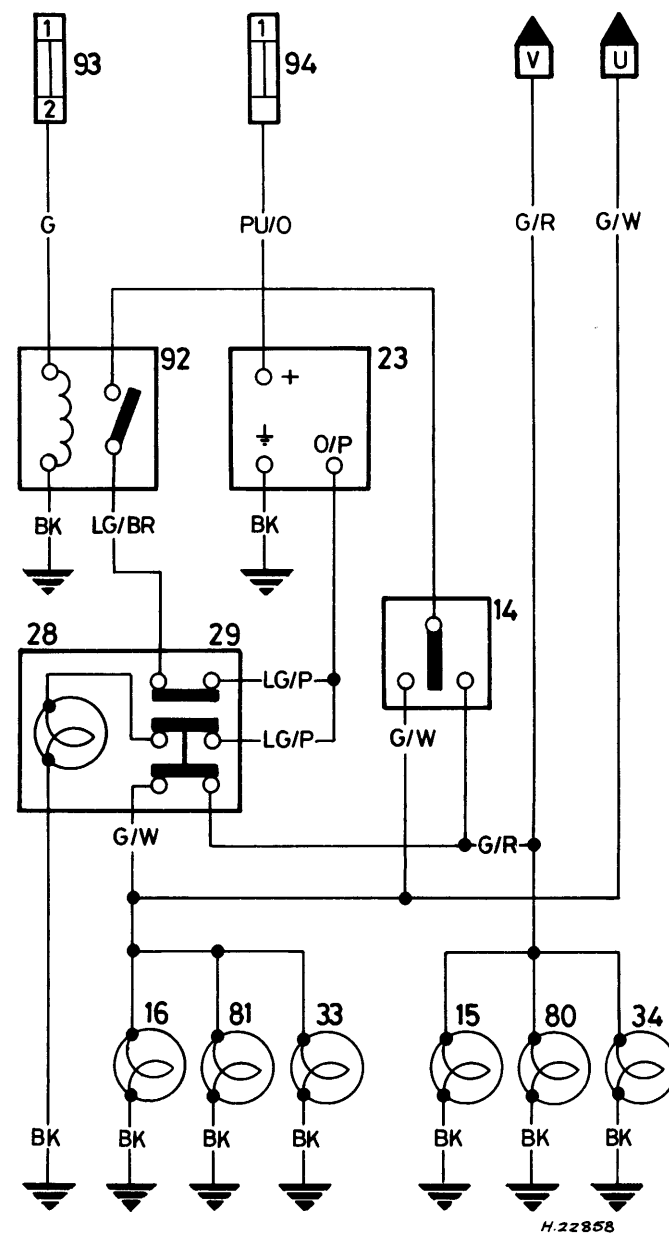 1
93
2
1
94
V
U
G
PU/O
G/R
G/W
92
+
23
O/P
BK
LG/BR
BK
28
29
14
LG/P
LG/P
G/W
G/W
G/R
16
81
33
15
80
34
BK
BK
BK
BK
BK
BK
BK
H.22858